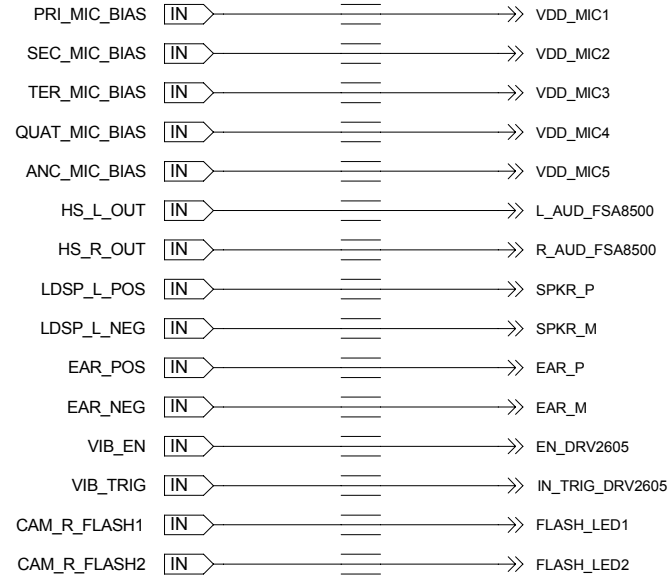 PRI_MIC_BIAS IN VDD_MIC1
SEC_MIC_BIAS IN VDD_MIC2
TER_MIC_BIAS IN VDD_MIC3
QUAT_MIC_BIAS IN VDD_MIC4
ANC_MIC_BIAS IN VDD_MIC5
HS_L_OUT IN L_AUD_FSA8500
HS_R_OUT IN R_AUD_FSA8500
LDSP_L_POS IN SPKR_P
LDSP_L_NEG IN SPKR_M
EAR_POS IN EAR_P
EAR_NEG IN EAR_M
VIB_EN IN EN_DRV2605
VIB_TRIG IN IN_TRIG_DRV2605
CAM_R_FLASH1 IN FLASH_LED1
CAM_R_FLASH2 IN FLASH_LED2